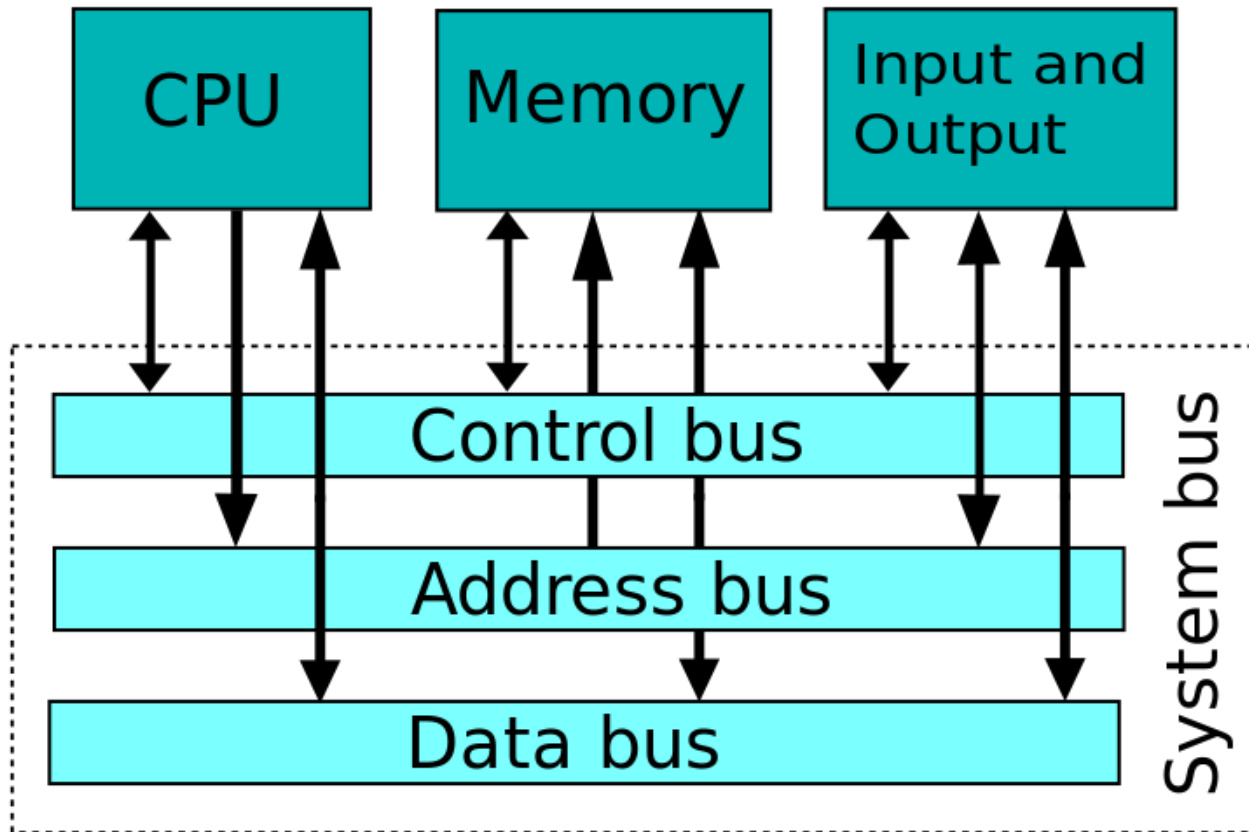 CPU
Memory
Input and
Output
Control bus
Address bus
Data bus
System bus